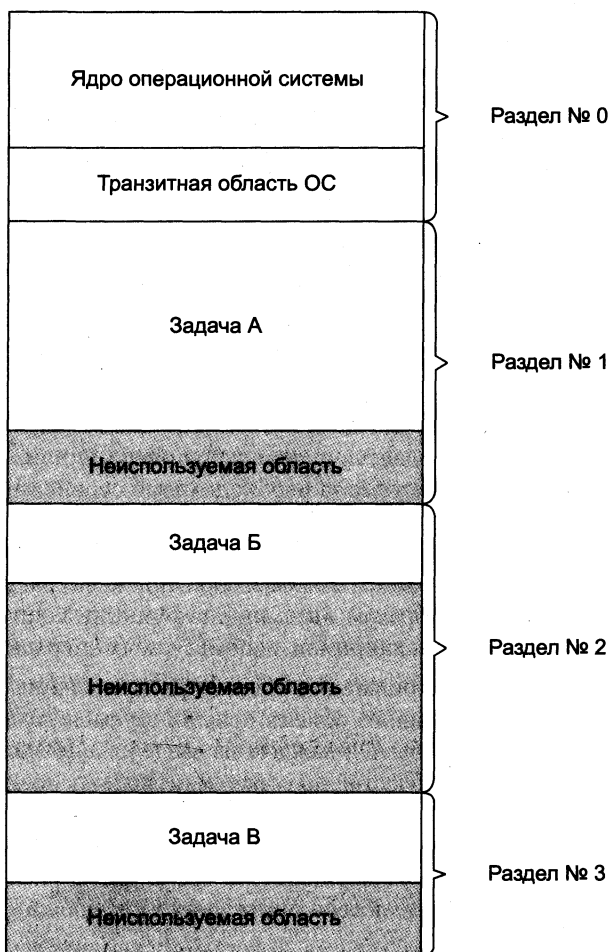 Ядро операционной системы
Раздел № 0
Транзитная область ОС
Задача А
Раздел № 1
Неиспользуемая область
Задача Б
Неиспользуемая область
Раздел № 2
Задача В
Раздел № 3
Неиспользуемая область